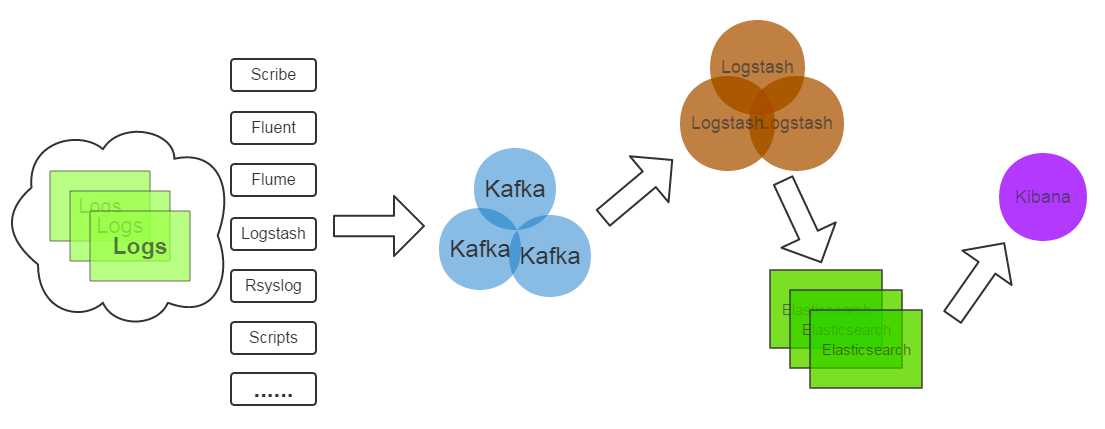 Logs
Logs
Logs
Scribe
Fluent
Flume
Logstash
Rsyslog
Scripts
......
Kafka
Kafka
Kafka
Logstash
Logstash
Logstash
Elasticsearch
Elasticsearch
Elasticsearch
Kibana